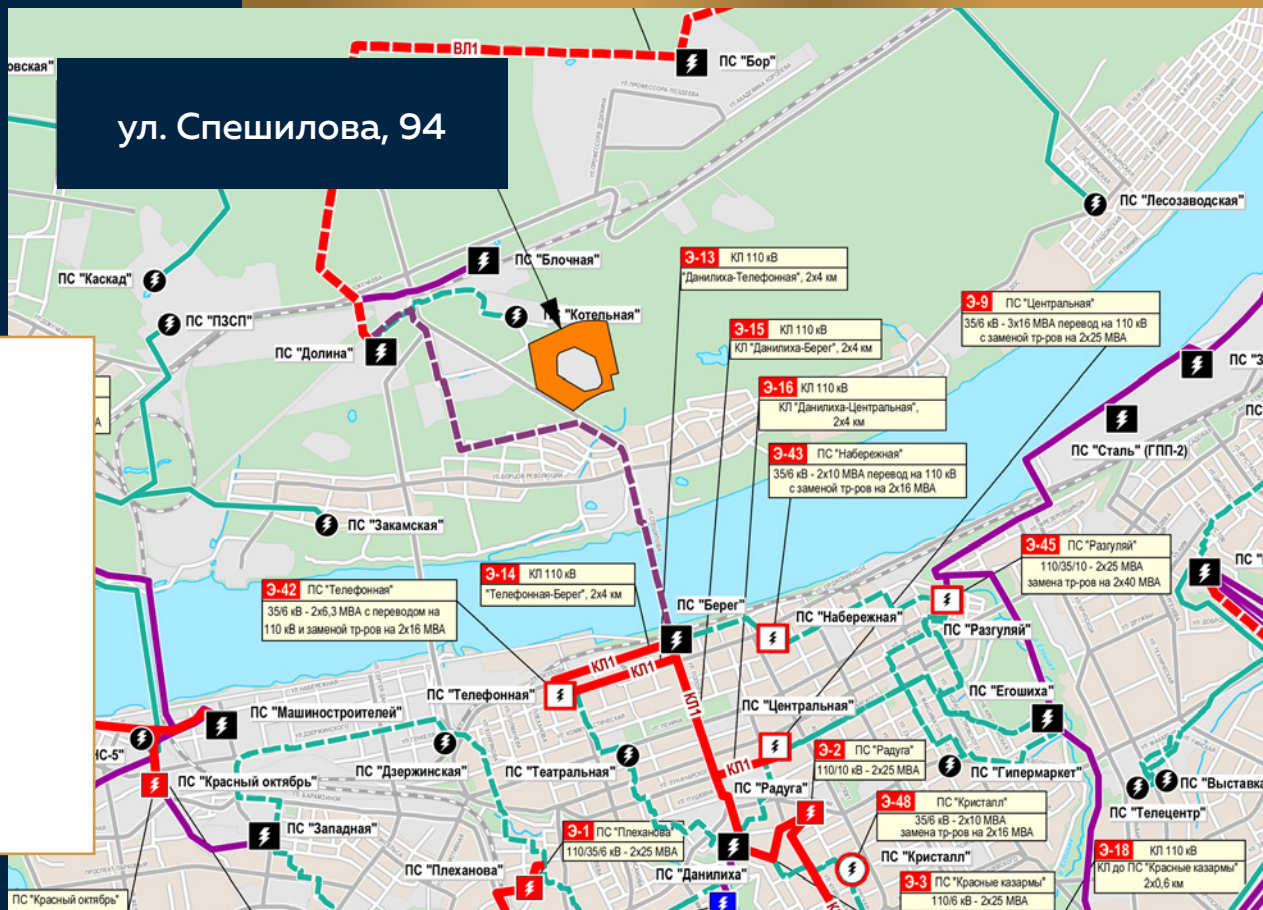 ул. Спешилова, 94
ВЛ1
ПС "Бор"
УЛ.ПРОФЕССОРА ПОЗДЕЕВА
ПС "Лесозаводская"
ПС "Каскад"
ПС "Блочная"
ПС "ПЗСП"
ПС "Котельная"
ПС "Долина"
Э-13 КЛ 110 кВ
"Данилиха-Телефонная", 2х4 км
Э-15 КЛ 110 кВ
КЛ "Данилиха-Берег", 2х4 км
Э-16 КЛ 110 кВ
КЛ "Данилиха-Центральная",
2х4 км
Э-9 ПС "Центральная"
35/6 кВ - 3х16 МВА перевод на 110 кВ
с заменой тр-ров на 2х25 МВА
Э-43 ПС "Набережная"
35/6 кВ - 2х10 МВА перевод на 110 кВ
с заменой тр-ров на 2х16 МВА
ПС "Сталь" (ГПП-2)
ПС "Закамская"
УЛ.БОРЦОВ РЕВОЛЮЦИИ
Э-45 ПС "Разгуляй"
110/35/10 - 2х25 МВА
замена тр-ров на 2х40 МВА
Э-42 ПС "Телефонная"
35/6 кВ - 2х6,3 МВА с переводом на
110 кВ и заменой тр-ров на 2х16 МВА
Э-14 КЛ 110 кВ
"Телефонная-Берег", 2х4 км
ПС "Берег"
ПС "Набережная"
ПС "Разгуляй"
КЛ1
КЛ1
КЛ1
ПС "Телефонная"
ПС "Егошиха"
ПС "Машиностроителей"
ПС "Центральная"
КЛ1
Э-2 ПС "Радуга"
110/10 кВ - 2х25 МВА
ПС "Дзержинская"
ПС "Театральная"
ПС "Гипермаркет"
ПС "Выставка
ПС "Телецентр"
ПС "Красный октябрь"
ПС "Радуга"
Э-48 ПС "Кристалл"
35/6 кВ - 2х10 МВА
замена тр-ров на 2х16 МВА
ПС "Западная"
Э-1 ПС "Плеханова"
110/35/6 кВ - 2х25 МВА
ПС "Плеханова"
ПС "Данилиха"
ПС "Кристалл"
Э-18 КЛ 110 кВ
КЛ до ПС "Красные казармы"
2х0,6 км
Э-3 ПС "Красные казармы"
110/6 кВ - 2х25 МВА
ПС "Красный октябрь"